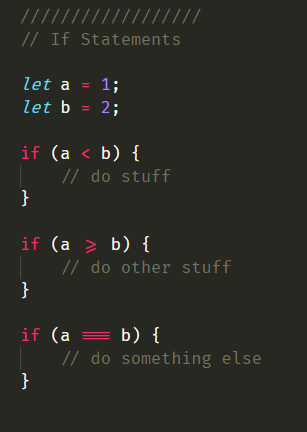 //////////////////
// If Statements
let a = 1;
let b = 2;
if (a < b) {
// do stuff
}
if (a >= b) {
// do other stuff
}
if (a === b) {
// do something else
}